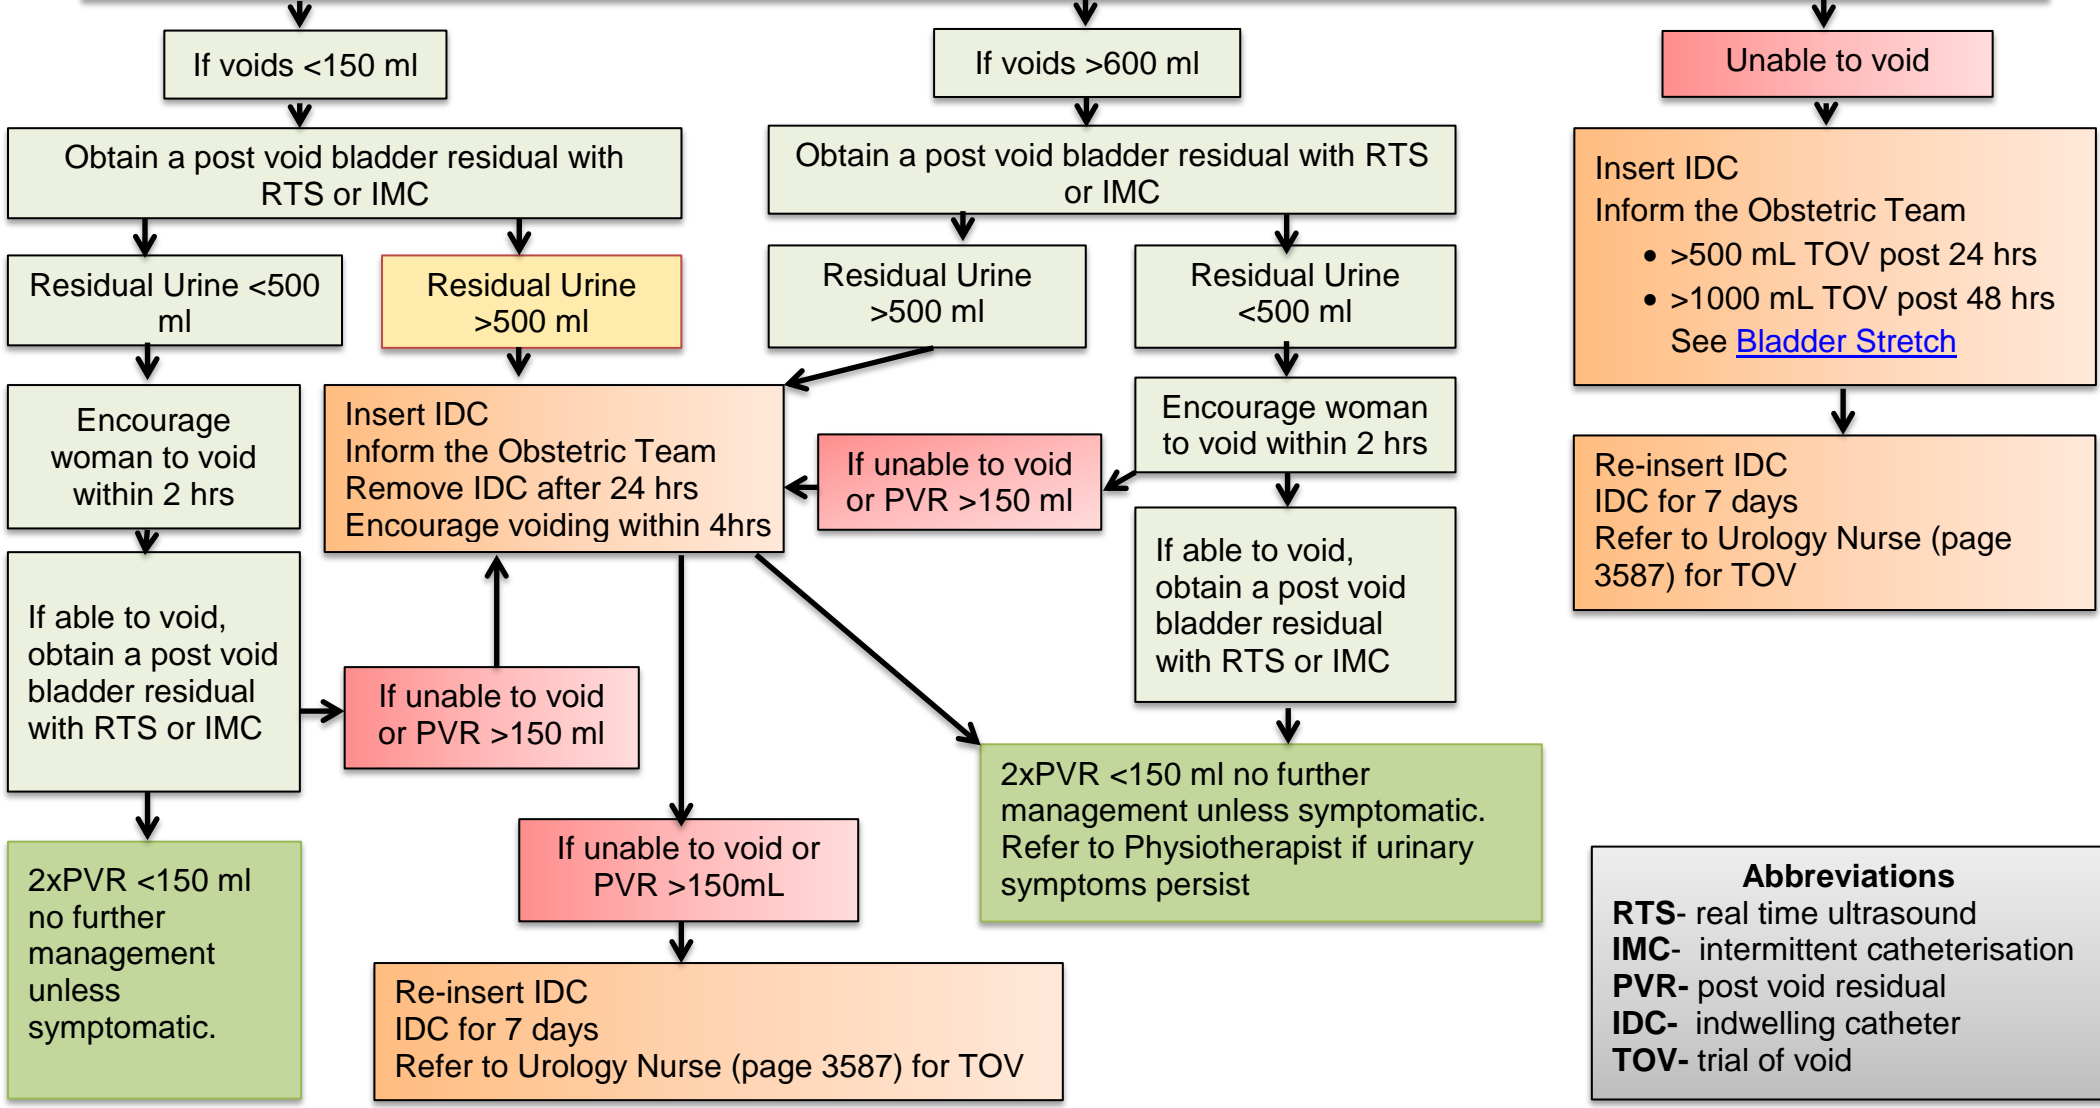 If voids <150 ml
If voids >600 ml
Unable to void
Obtain a post void bladder residual with
RTS or IMC
Obtain a post void bladder residual with RTS
or IMC
Insert IDC
Inform the Obstetric Team
• >500 mL TOV post 24 hrs
• >1000 mL TOV post 48 hrs
See Bladder Stretch
Residual Urine <500
ml
Residual Urine
>500 ml
Residual Urine
>500 ml
Residual Urine
<500 ml
Encourage
woman to void
within 2 hrs
Insert IDC
Inform the Obstetric Team
Remove IDC after 24 hrs
Encourage voiding within 4hrs
If unable to void
or PVR >150 ml
Encourage woman
to void within 2 hrs
Re-insert IDC
IDC for 7 days
Refer to Urology Nurse (page
3587) for TOV
If able to void,
obtain a post void
bladder residual
with RTS or IMC
If unable to void
or PVR >150 ml
If able to void,
obtain a post void
bladder residual
with RTS or IMC
2xPVR <150 ml
no further
management
unless
symptomatic.
If unable to void or
PVR >150mL
2xPVR <150 ml no further
management unless symptomatic.
Refer to Physiotherapist if urinary
symptoms persist
Re-insert IDC
IDC for 7 days
Refer to Urology Nurse (page 3587) for TOV
Abbreviations
RTS- real time ultrasound
IMC- intermittent catheterisation
PVR- post void residual
IDC- indwelling catheter
TOV- trial of void